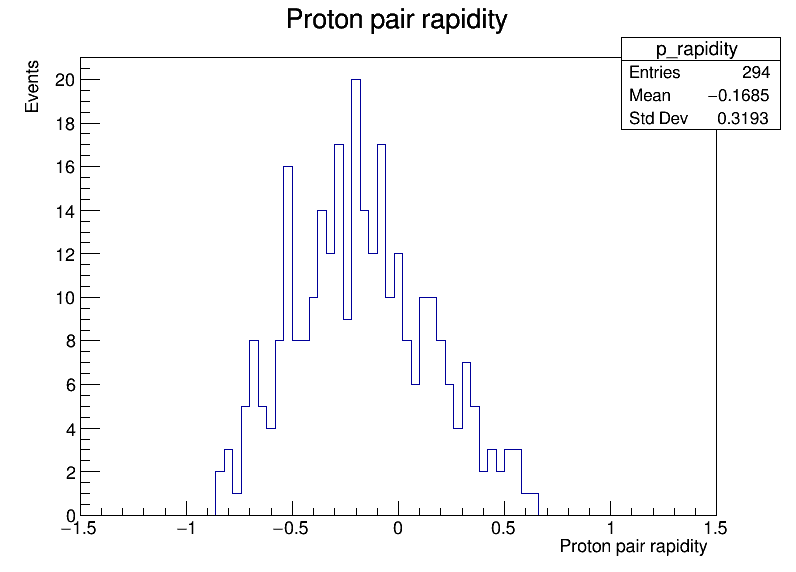 Proton pair rapidity
p_rapidity
Entries 294
Mean −0.1685
Std Dev 0.3193
Events
20
18
16
14
12
10
8
6
4
2
0
−1.5 −1 −0.5 0 0.5 1 1.5
Proton pair rapidity